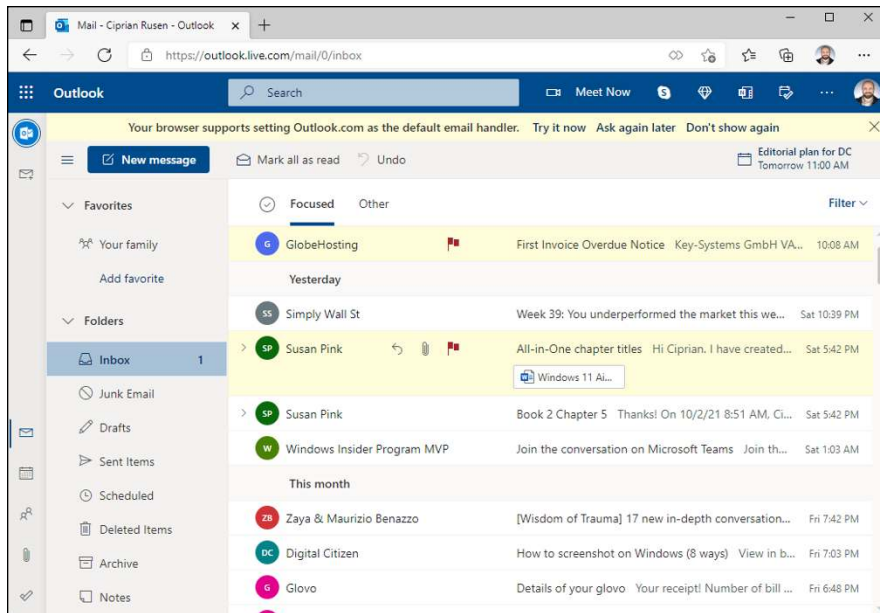 Mail - Ciprian Rusen - Outlook
https://outlook.live.com/mail/0/inbox
Outlook Search Meet Now
Your browser supports setting Outlook.com as the default email handler. Try it now Ask again later Don't show again
New message Mark all as read Undo Editorial plan for DC
Tomorrow 11:00 AM
Favorites Focused Other Filter
Your family G GlobeHosting First Invoice Overdue Notice Key-Systems GmbH VA... 10:08 AM
Add favorite Yesterday
Folders SS Simply Wall St Week 39: You underperformed the market this we... Sat 10:39 PM
Inbox 1 SP Susan Pink All-in-One chapter titles Hi Ciprian. I have created... Sat 5:42 PM
Windows 11 Ai...
Junk Email
Drafts SP Susan Pink Book 2 Chapter 5 Thanks! On 10/2/21 8:51 AM, Ci... Sat 5:42 PM
Sent Items W Windows Insider Program MVP Join the conversation on Microsoft Teams Join th... Sat 1:03 AM
Scheduled This month
Deleted Items ZB Zaya & Maurizio Benazzo [Wisdom of Trauma] 17 new in-depth conversation... Fri 7:42 PM
Archive DC Digital Citizen How to screenshot on Windows (8 ways) View in b... Fri 7:03 PM
Notes G Glovo Details of your glovo Your receipt! Number of bill ... Fri 6:48 PM